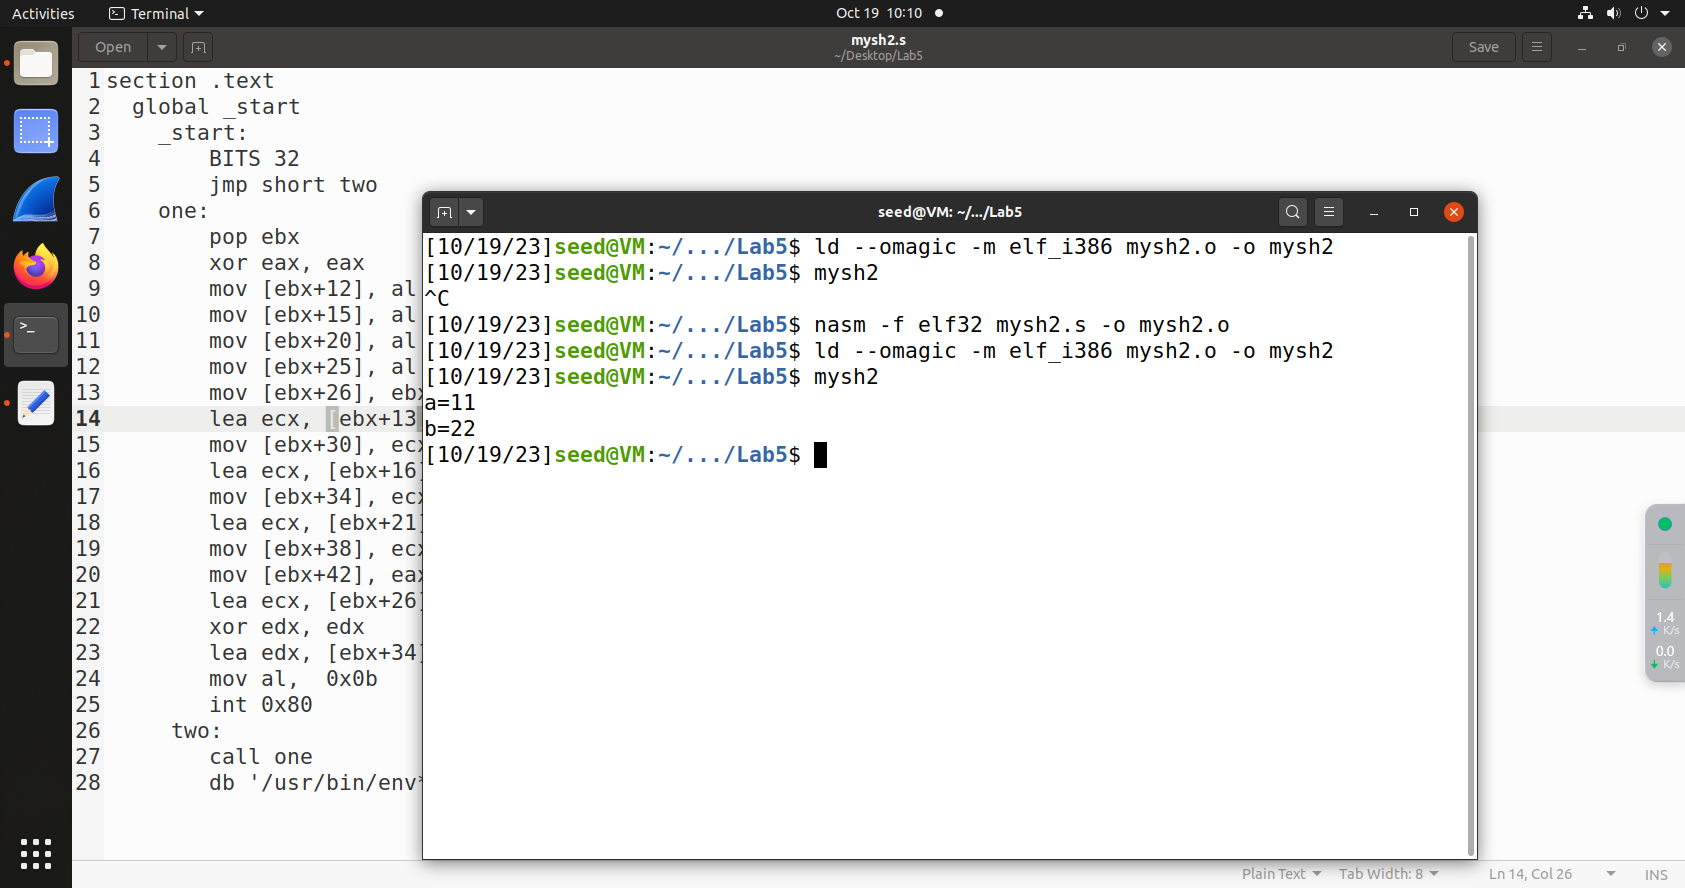 Activities
Terminal
Oct 19 10:10
Open
mysh2.s
~/Desktop/Lab5
Save
1 section .text
2 global _start
3 _start:
4 BITS 32
5 jmp short two
6 one:
7 pop ebx
8 xor eax, eax
9 mov [ebx+12], al
10 mov [ebx+15], al
11 mov [ebx+20], al
12 mov [ebx+25], al
13 mov [ebx+26], ebx
14 lea ecx, [ebx+13
15 mov [ebx+30], ecx
16 lea ecx, [ebx+16]
17 mov [ebx+34], ecx
18 lea ecx, [ebx+21]
19 mov [ebx+38], ecx
20 mov [ebx+42], eax
21 lea ecx, [ebx+26]
22 xor edx, edx
23 lea edx, [ebx+34]
24 mov al, 0x0b
25 int 0x80
26 two:
27 call one
28 db '/usr/bin/env*
seed@VM: ~/.../Lab5
[10/19/23]seed@VM:~/.../Lab5$ ld --omagic -m elf_i386 mysh2.o -o mysh2
[10/19/23]seed@VM:~/.../Lab5$ mysh2
^C
[10/19/23]seed@VM:~/.../Lab5$ nasm -f elf32 mysh2.s -o mysh2.o
[10/19/23]seed@VM:~/.../Lab5$ ld --omagic -m elf_i386 mysh2.o -o mysh2
[10/19/23]seed@VM:~/.../Lab5$ mysh2
a=11
b=22
[10/19/23]seed@VM:~/.../Lab5$
1.4
K/s
0.0
K/s
Plain Text
Tab Width: 8
Ln 14, Col 26
INS